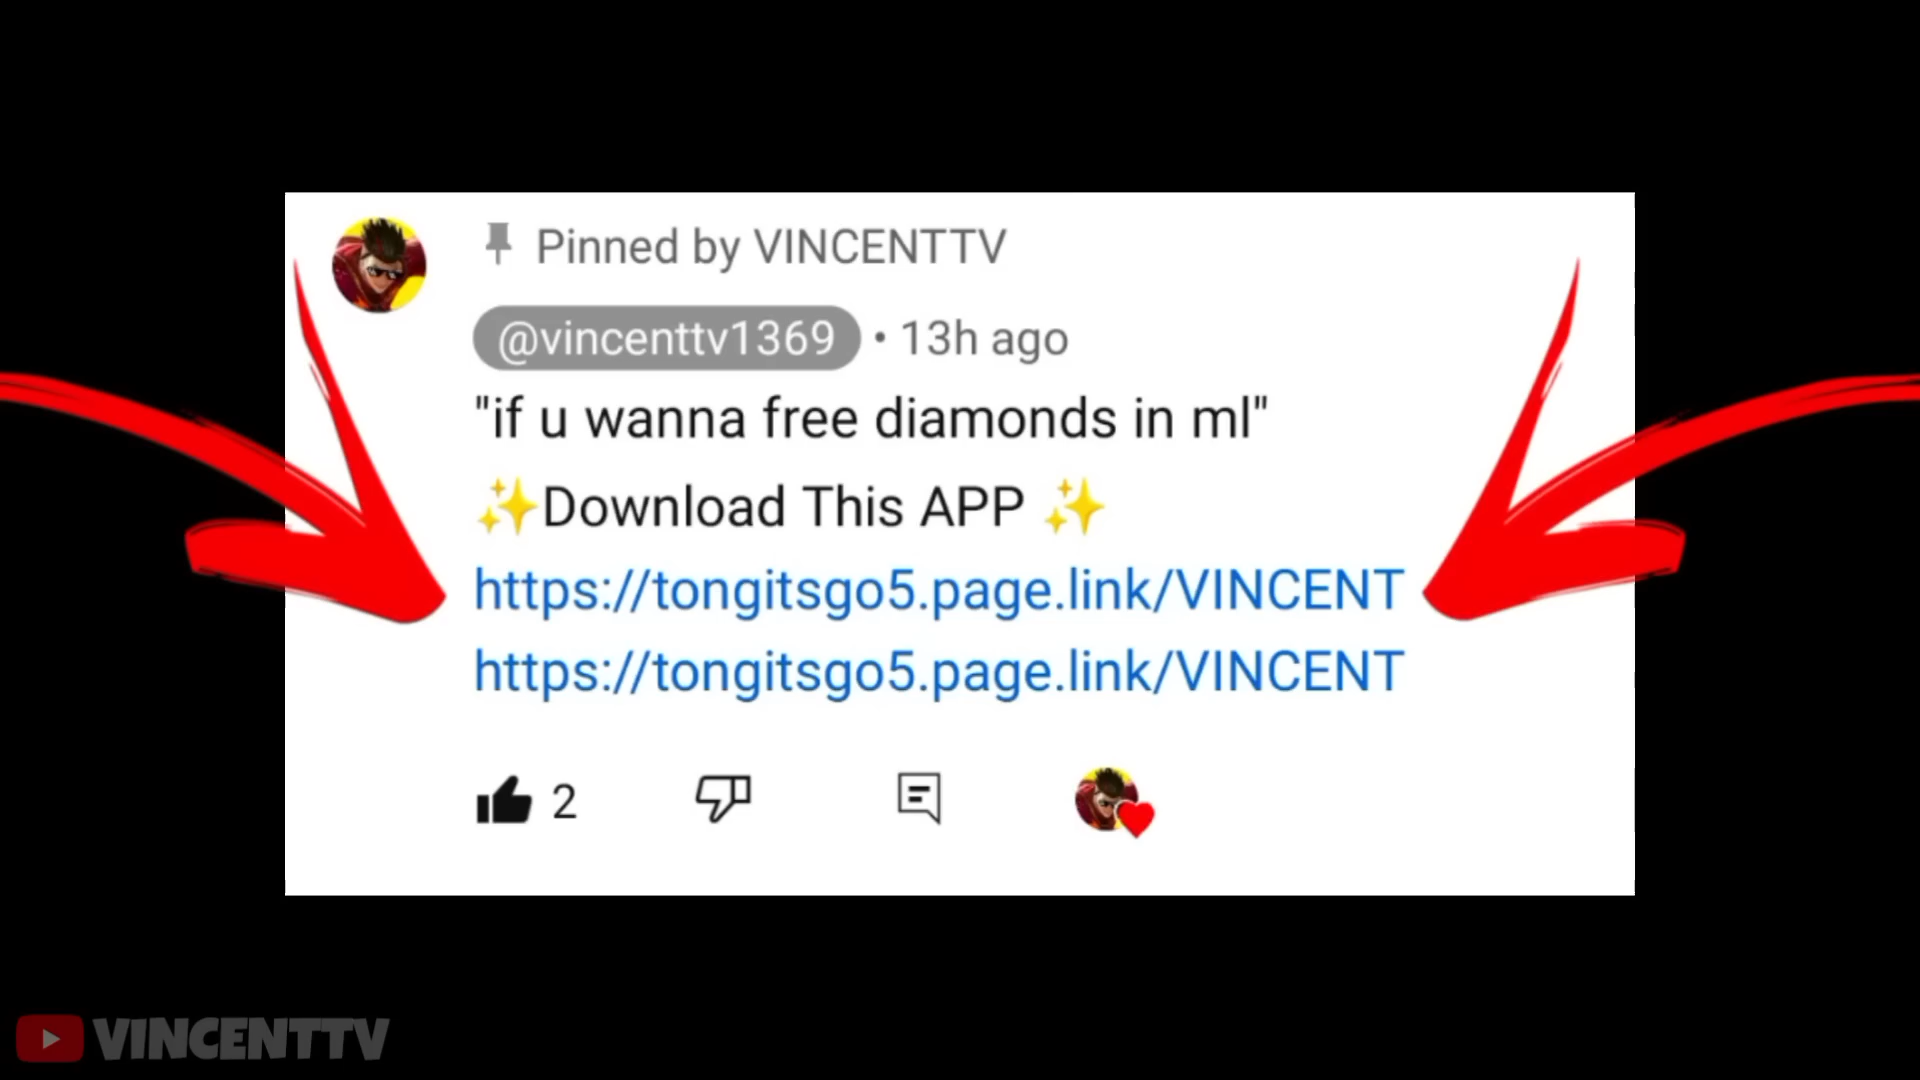 Pinned by VINCENTTV
@vincenttv1369 • 13h ago
"if u wanna free diamonds in ml"
✨Download This APP ✨
https://tongitsgo5.page.link/VINCENT
https://tongitsgo5.page.link/VINCENT
2
VINCENTTV